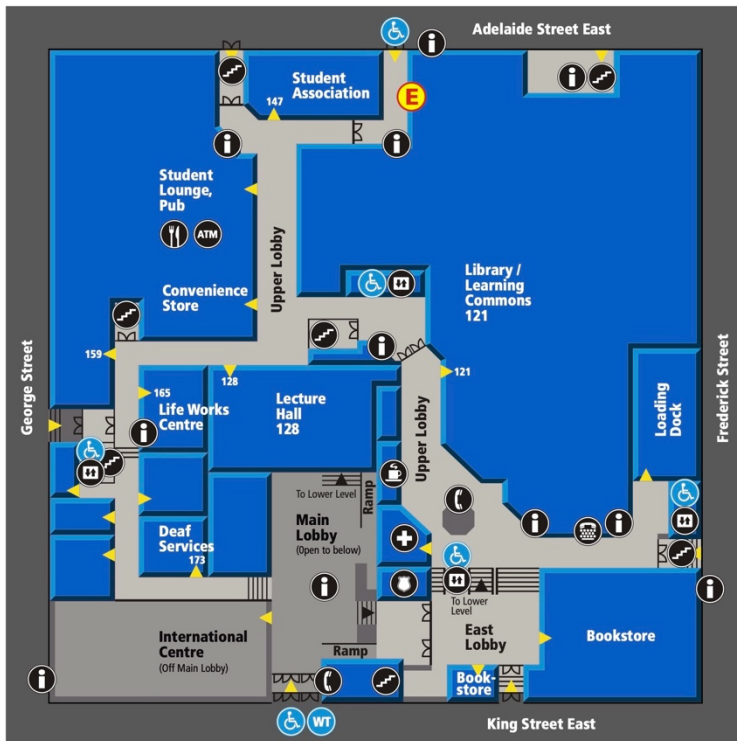 Adelaide Street East
E
Student
Association
147
Student
Lounge,
Pub
ATM
Upper Lobby
Convenience
Store
Library /
Learning
Commons
121
George Street
159
128
121
165
Life Works
Centre
Lecture
Hall
128
Upper Lobby
Loading
Dock
Frederick Street
To Lower Level
Ramp
Main
Lobby
(Open to below)
Deaf
Services
173
To Lower
Level
International
Centre
(Off Main Lobby)
Ramp
East
Lobby
Bookstore
Book-
store
WT
King Street East